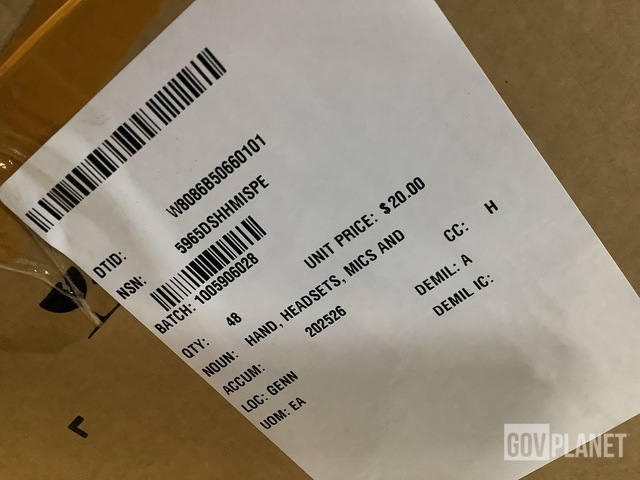 DTID: W8086B50660101
NSN: 5965DSHHMISPE
BATCH: 1005906028
QTY: 48 UNIT PRICE: $20.00
NOUN: HAND, HEADSETS, MICS AND CC: H
ACCUM: 202526 DEMIL: A
LOC: GENN DEMIL IC:
UOM: EA
GOVPLANET